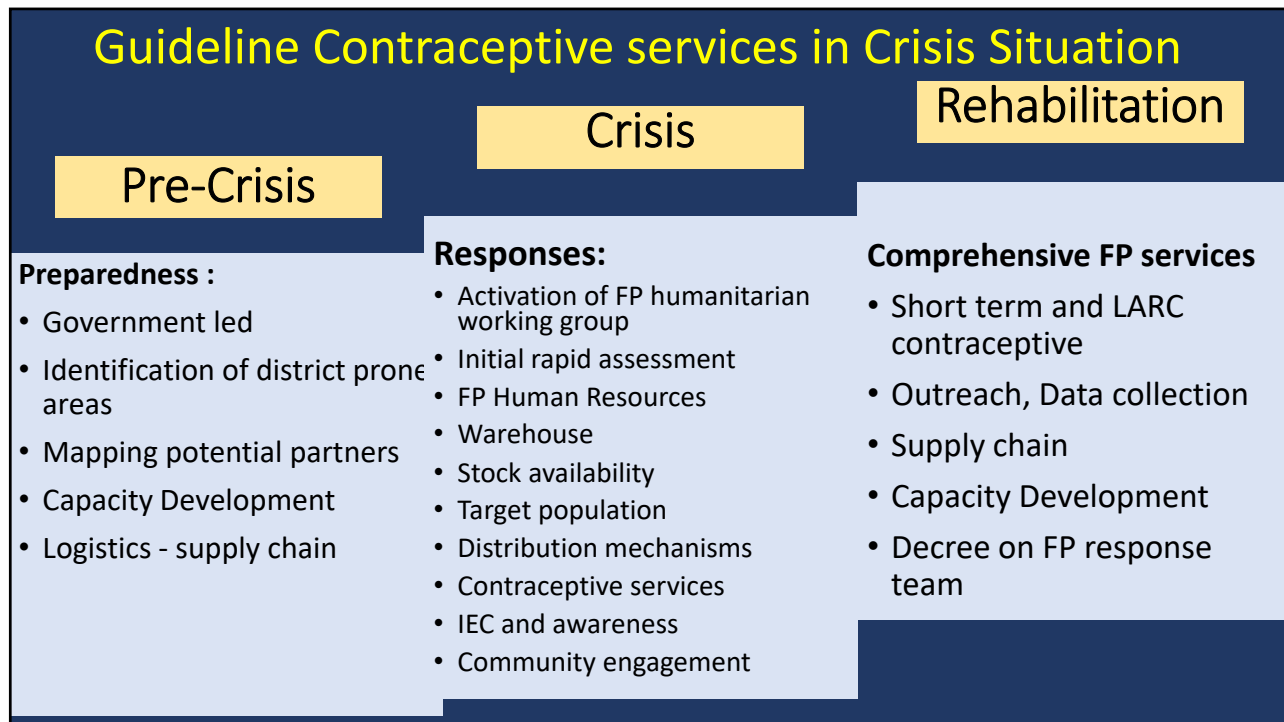 Guideline Contraceptive services in Crisis Situation
Pre-Crisis
Preparedness :
• Government led
• Identification of district prone
areas
• Mapping potential partners
• Capacity Development
• Logistics - supply chain
Crisis
Responses:
• Activation of FP humanitarian
working group
• Initial rapid assessment
• FP Human Resources
• Warehouse
• Stock availability
• Target population
• Distribution mechanisms
• Contraceptive services
• IEC and awareness
• Community engagement
Rehabilitation
Comprehensive FP services
• Short term and LARC
contraceptive
• Outreach, Data collection
• Supply chain
• Capacity Development
• Decree on FP response
team